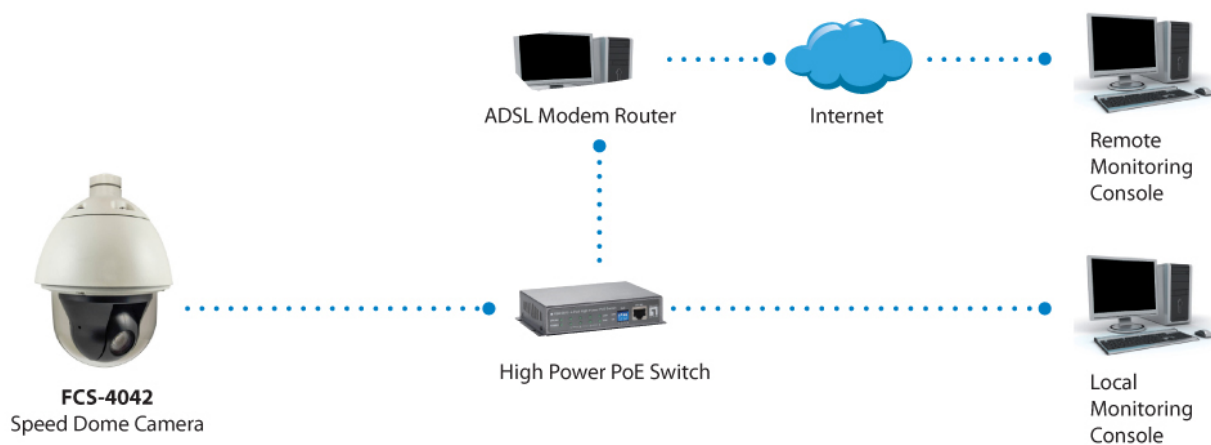 ADSL Modem Router
Internet
Remote
Monitoring
Console
High Power PoE Switch
FCS-4042
Speed Dome Camera
Local
Monitoring
Console